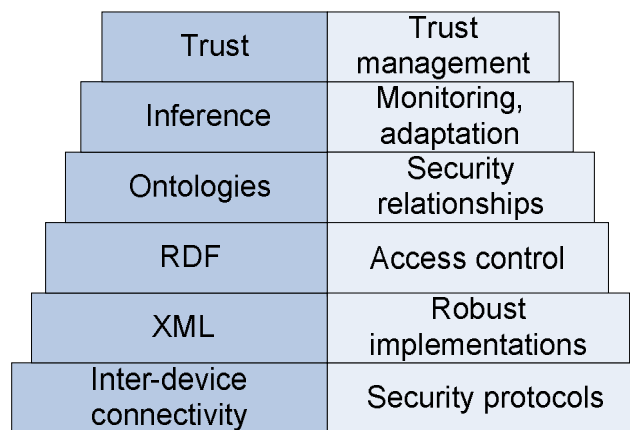 Trust
Trust
management
Inference
Monitoring,
adaptation
Ontologies
Security
relationships
RDF
Access control
XML
Robust
implementations
Inter-device
connectivity
Security protocols